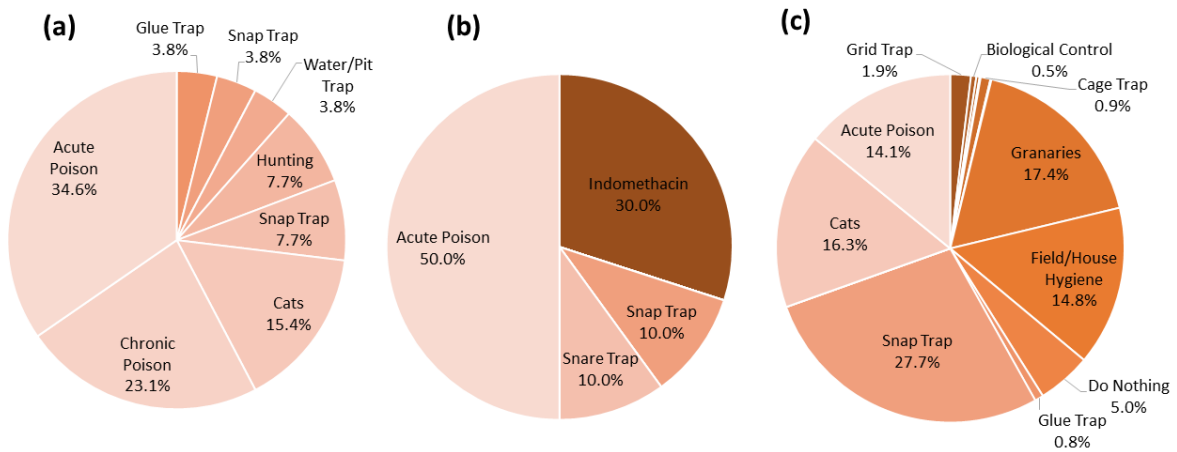 (a)
Glue Trap
3.8%
Snap Trap
3.8%
Water/Pit
Trap
3.8%
Hunting
7.7%
Snap Trap
7.7%
Cats
15.4%
Chronic
Poison
23.1%
Acute
Poison
34.6%
(b)
Indomethacin
30.0%
Snap Trap
10.0%
Snare Trap
10.0%
Acute Poison
50.0%
(c)
Grid Trap
1.9%
Biological Control
0.5%
Cage Trap
0.9%
Granaries
17.4%
Field/House
Hygiene
14.8%
Do Nothing
5.0%
Glue Trap
0.8%
Snap Trap
27.7%
Cats
16.3%
Acute Poison
14.1%